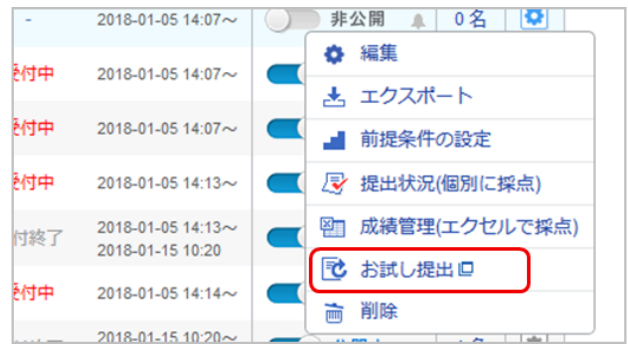 - 2018-01-05 14:07～ 非公開 0 名
編集
受付中 2018-01-05 14:07～
エクスポート
受付中 2018-01-05 14:07～
前提条件の設定
受付中 2018-01-05 14:13～
提出状況(個別に採点)
付終了 2018-01-05 14:13～
2018-01-15 10:20
成績管理(エクセルで採点)
お試し提出
受付中 2018-01-05 14:14～
削除
2018-01-15 10:20～